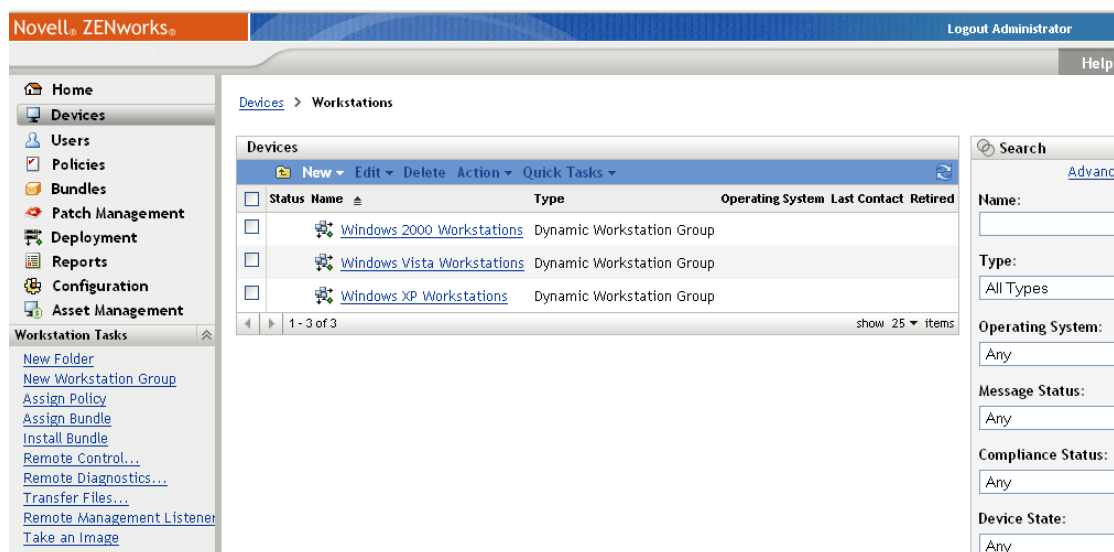 Novell® ZENworks®
Logout Administrator
Help
Home
Devices
Users
Policies
Bundles
Patch Management
Deployment
Reports
Configuration
Asset Management
Workstation Tasks
New Folder
New Workstation Group
Assign Policy
Assign Bundle
Install Bundle
Remote Control...
Remote Diagnostics...
Transfer Files...
Remote Management Listener
Take an Image
Devices > Workstations
Devices
New Edit Delete Action Quick Tasks
Status Name Type Operating System Last Contact Retired
Windows 2000 Workstations Dynamic Workstation Group
Windows Vista Workstations Dynamic Workstation Group
Windows XP Workstations Dynamic Workstation Group
1 - 3 of 3 show 25 items
Search
Advanc
Name:
Type:
All Types
Operating System:
Any
Message Status:
Any
Compliance Status:
Any
Device State:
Any